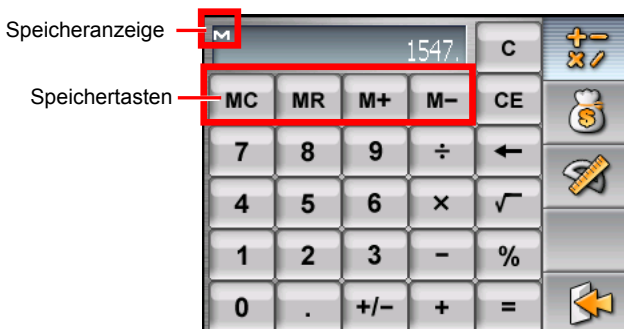 Speicheranzeige
M
1547.
C
Speichertasten
MC MR M+ M− CE
7 8 9 ÷ ←
4 5 6 × √
1 2 3 − %
0 . +/− + =
+ − × /
$